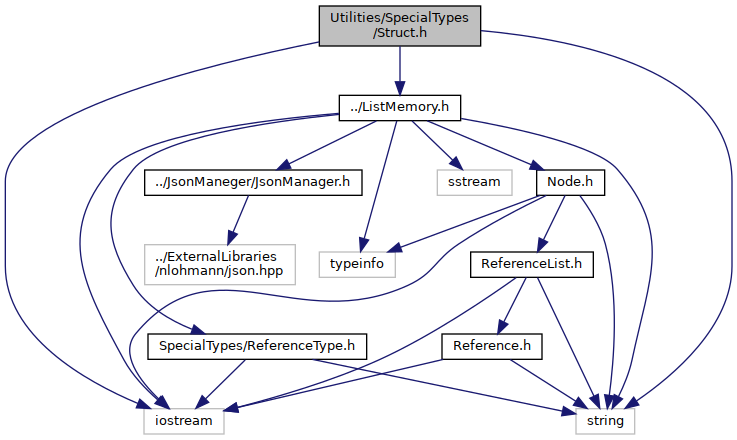 Utilities/SpecialTypes
/Struct.h
../ListMemory.h
../JsonManeger/JsonManager.h
sstream
Node.h
../ExternalLibraries
/nlohmann/json.hpp
typeinfo
ReferenceList.h
SpecialTypes/ReferenceType.h
Reference.h
iostream
string